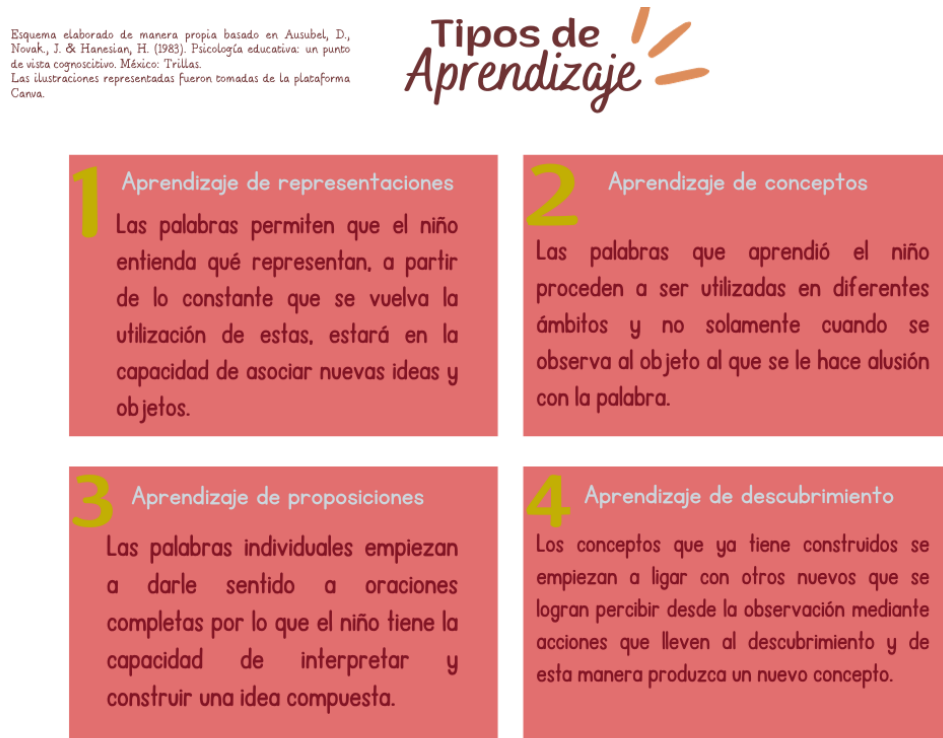 Esquema elaborado de manera propia basado en Ausubel, D.,
Novak., J. & Hanesian, H. (1983). Psicología educativa: un punto
de vista cognoscitivo. México: Trillas.
Las ilustraciones representadas fueron tomadas de la plataforma
Canva.
Tipos de
Aprendizaje
1
Aprendizaje de representaciones
Las palabras permiten que el niño
entienda qué representan, a partir
de lo constante que se vuelva la
utilización de estas, estará en la
capacidad de asociar nuevas ideas y
objetos.
2
Aprendizaje de conceptos
Las palabras que aprendió el niño
proceden a ser utilizadas en diferentes
ámbitos y no solamente cuando se
observa al objeto al que se le hace alusión
con la palabra.
3
Aprendizaje de proposiciones
Las palabras individuales empiezan
a darle sentido a oraciones
completas por lo que el niño tiene la
capacidad de interpretar y
construir una idea compuesta.
4
Aprendizaje de descubrimiento
Los conceptos que ya tiene construidos se
empiezan a ligar con otros nuevos que se
logran percibir desde la observación mediante
acciones que lleven al descubrimiento y de
esta manera produzca un nuevo concepto.